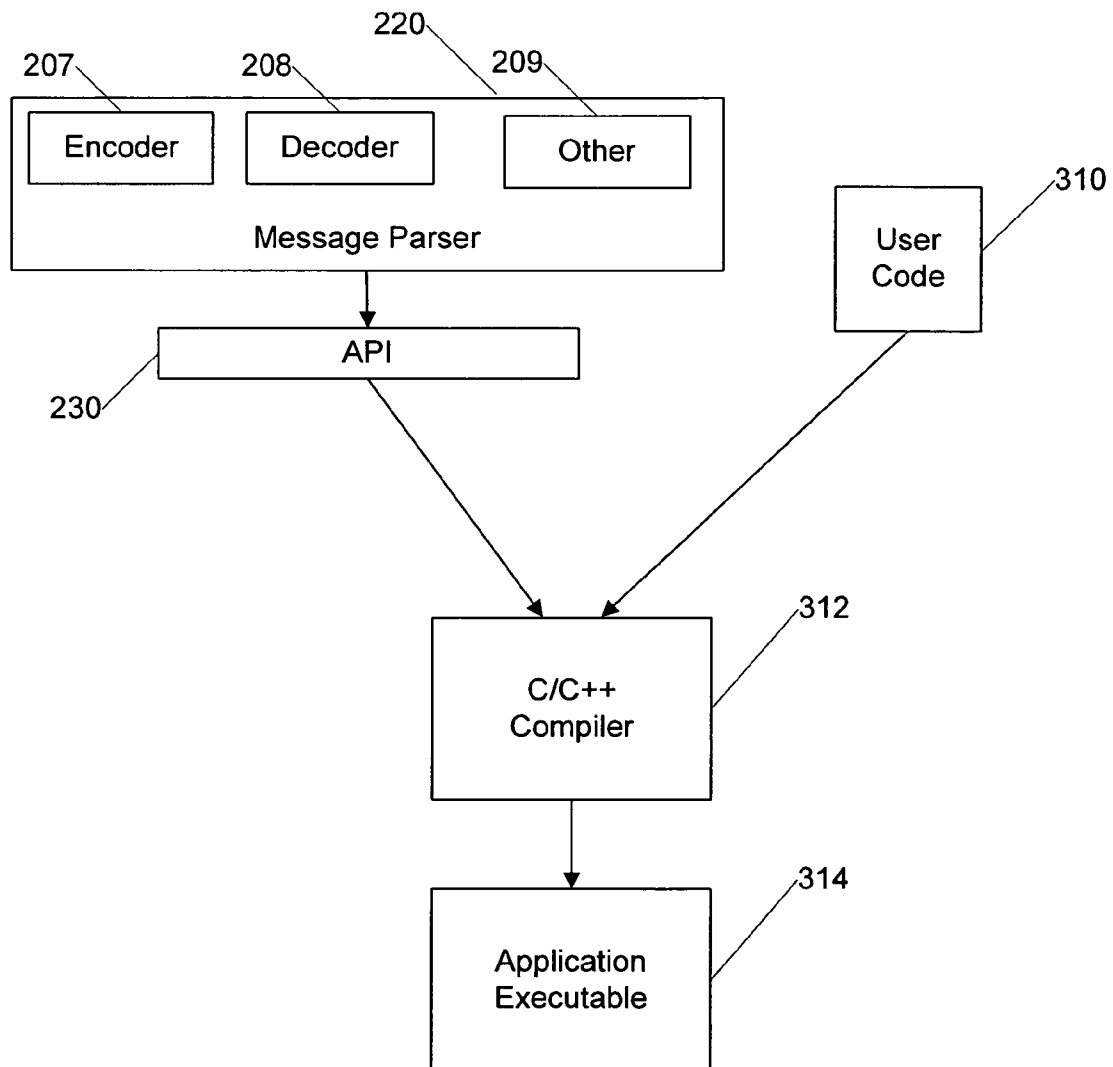 220
207
208
209
Encoder
Decoder
Other
Message Parser
310
User
Code
API
230
312
C/C++
Compiler
314
Application
Executable